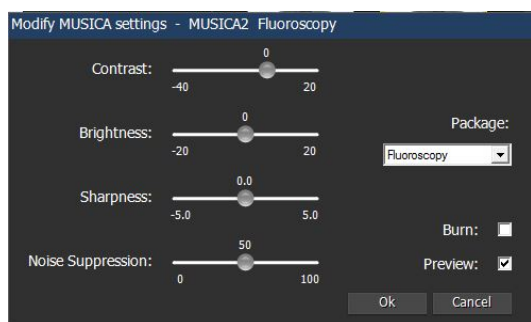 Modify MUSICA settings - MUSICA2 Fluoroscopy
0
Contrast:
-40 20
0
Brightness:
-20 20
Package:
Fluoroscopy
0.0
Sharpness:
-5.0 5.0
Burn:
50
Noise Suppression:
0 100
Preview:
Ok Cancel